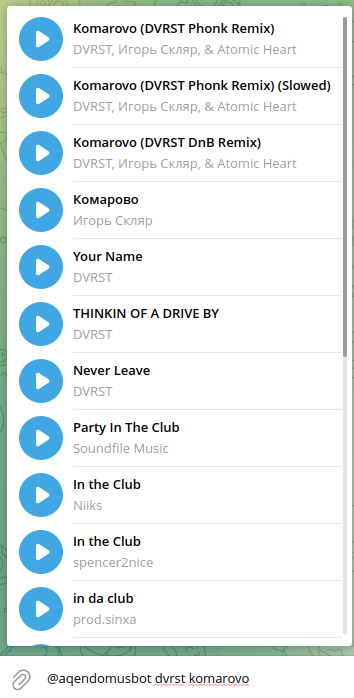 Komarovo (DVRST Phonk Remix)
DVRST, Игорь Скляр, & Atomic Heart
Komarovo (DVRST Phonk Remix) (Slowed)
DVRST, Игорь Скляр, & Atomic Heart
Komarovo (DVRST DnB Remix)
DVRST, Игорь Скляр, & Atomic Heart
Комарово
Игорь Скляр
Your Name
DVRST
THINKIN OF A DRIVE BY
DVRST
Never Leave
DVRST
Party In The Club
Soundfile Music
In the Club
Niiks
In the Club
spencer2nice
in da club
prod.sinxa
@aqendomusbot dvrst komarovo